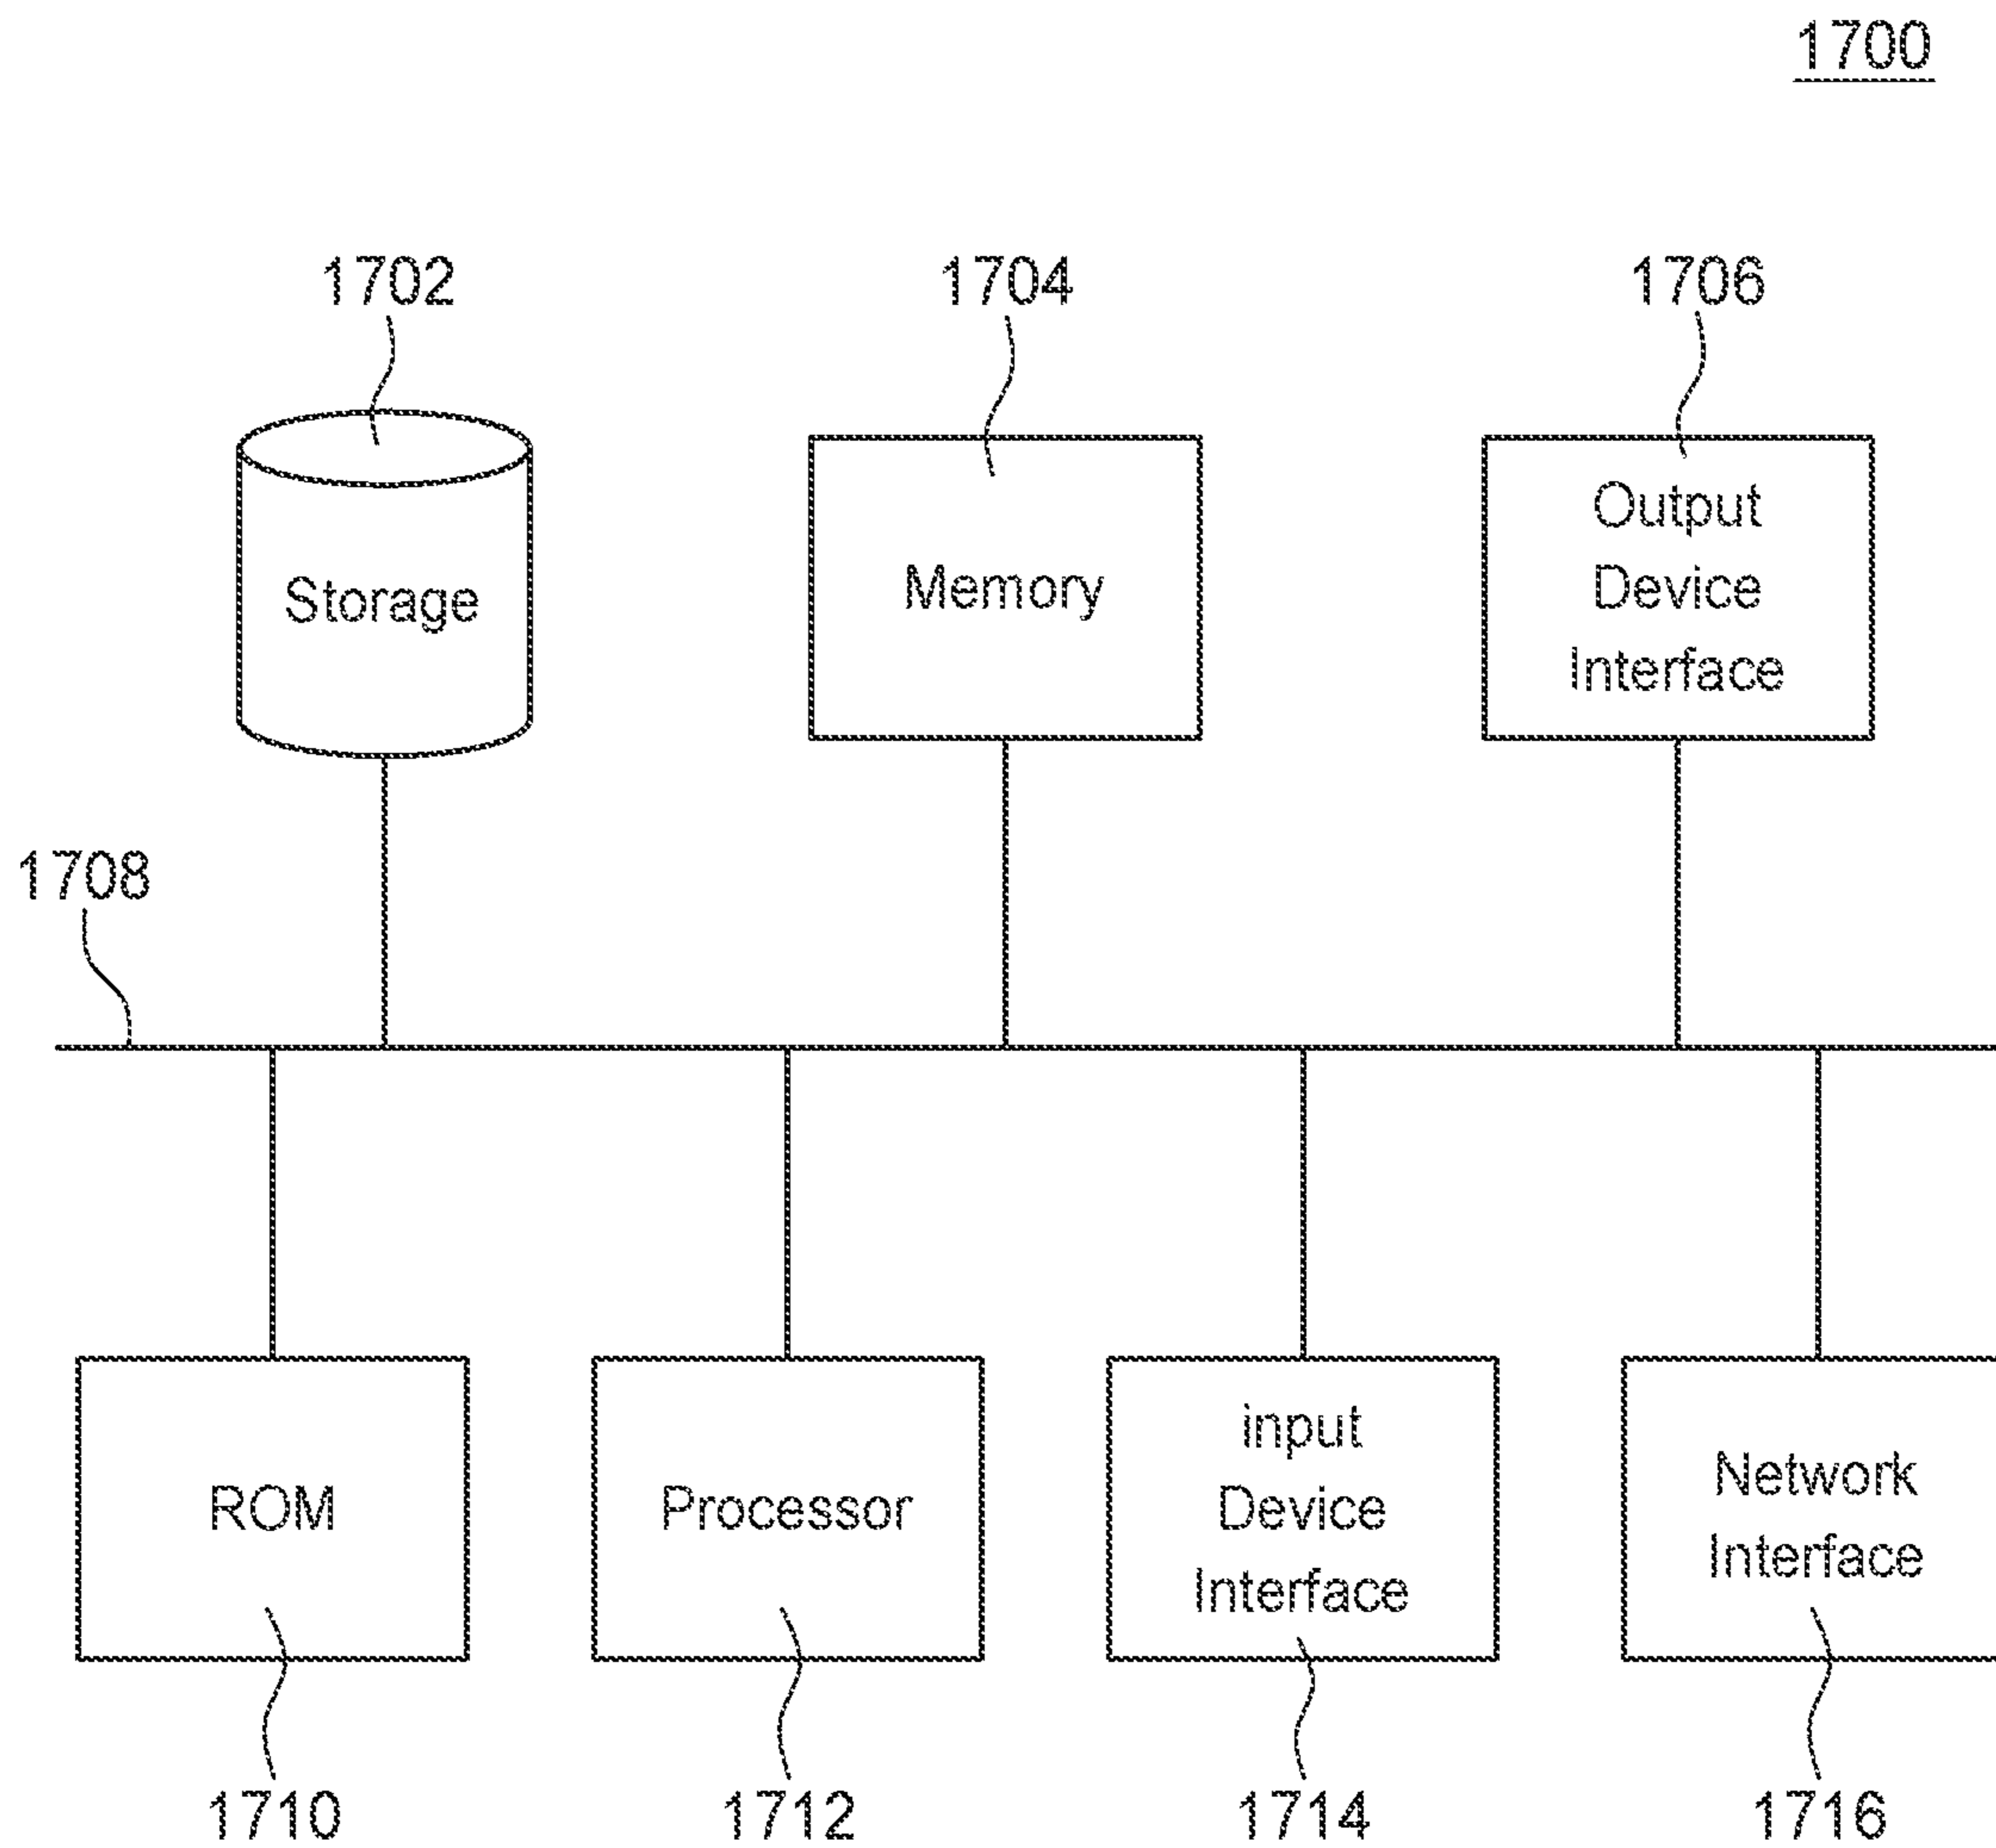 1700
1702
1704
1706
Storage
Memory
Output
Device
Interface
1708
ROM
Processor
input
Device
Interface
Network
Interface
1710
1712
1714
1716